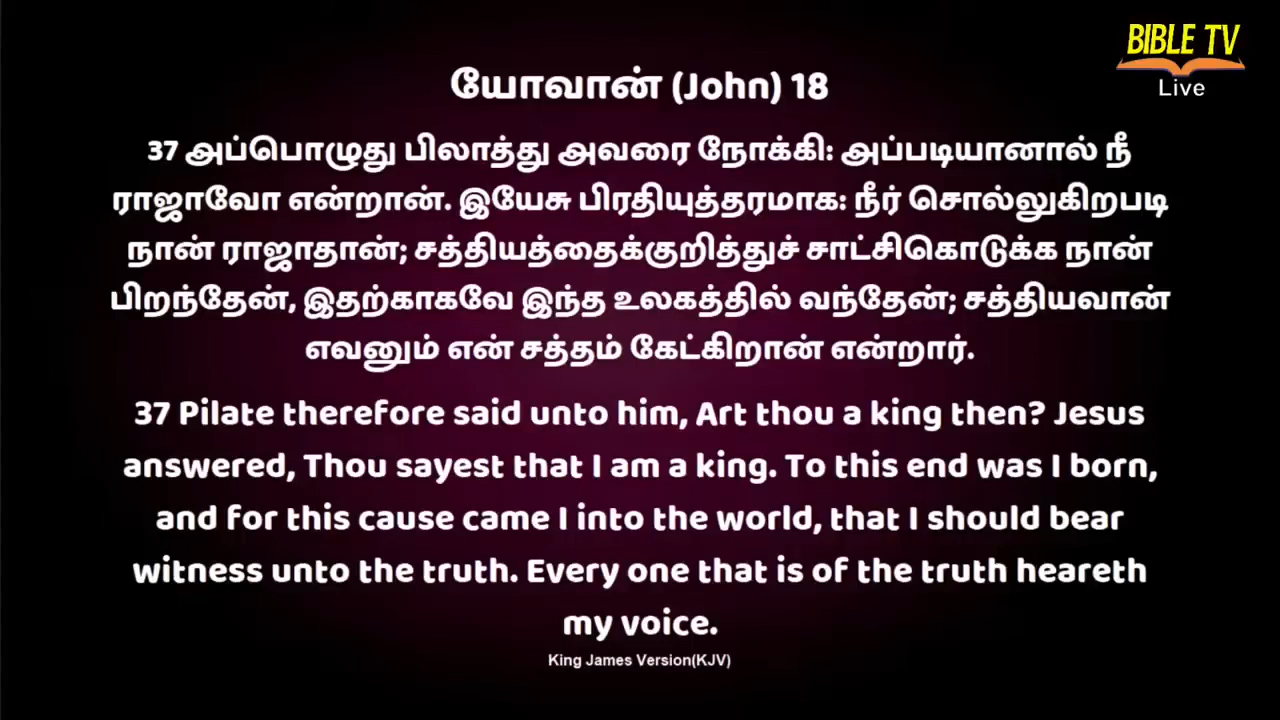 BIBLE TV
Live
யோவான் (John) 18
37 அப்பொழுது பிலாத்து அவரை நோக்கி: அப்படியானால் நீ
ராஜாவோ என்றான். இயேசு பிரதியுத்தரமாக: நீர் சொல்லுகிறபடி
நான் ராஜாதான்; சத்தியத்தைக்குறித்துச் சாட்சிகொடுக்க நான்
பிறந்தேன், இதற்காகவே இந்த உலகத்தில் வந்தேன்; சத்தியவான்
எவனும் என் சத்தம் கேட்கிறான் என்றார்.
37 Pilate therefore said unto him, Art thou a king then? Jesus
answered, Thou sayest that I am a king. To this end was I born,
and for this cause came I into the world, that I should bear
witness unto the truth. Every one that is of the truth heareth
my voice.
King James Version(KJV)